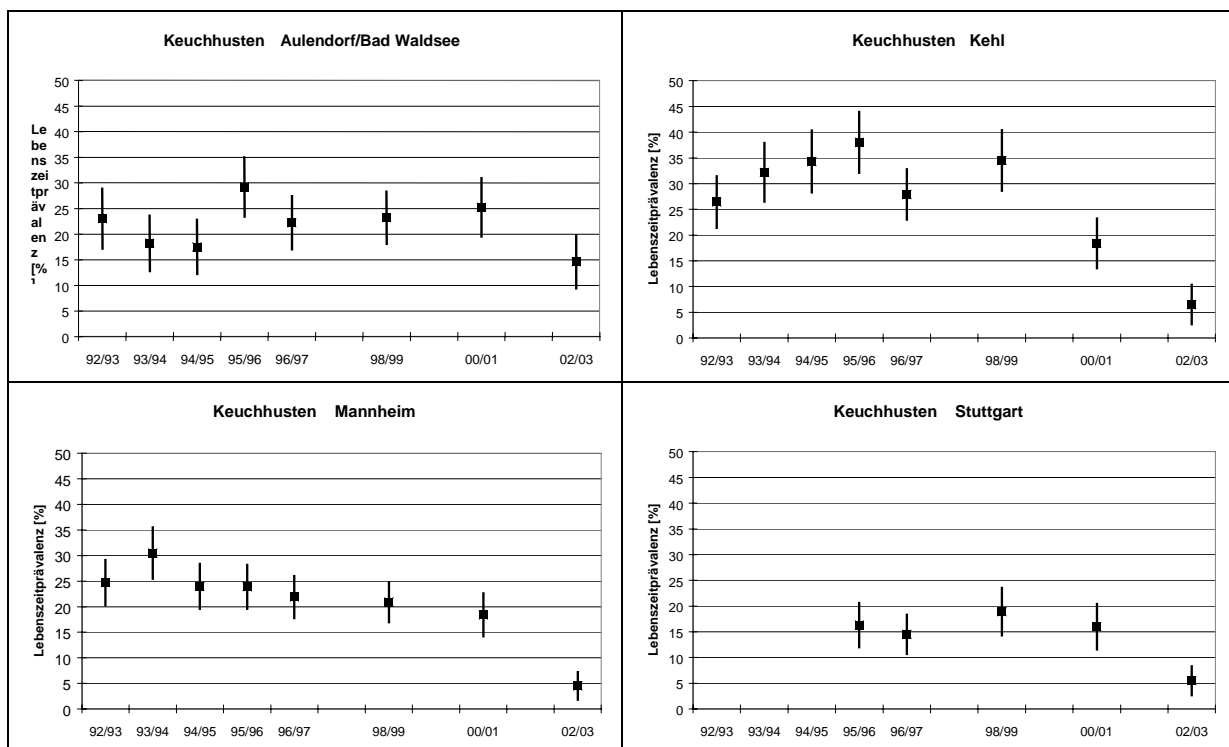 Keuchhusten Aulendorf/Bad Waldsee
Le
be
ns
zei
tpr
äv
al
en
z
[%
]
50
45
40
35
30
25
20
15
10
5
0
92/93 93/94 94/95 95/96 96/97 98/99 00/01 02/03
Keuchhusten Kehl
Lebenszeitprävalenz [%]
50
45
40
35
30
25
20
15
10
5
0
92/93 93/94 94/95 95/96 96/97 98/99 00/01 02/03
Keuchhusten Mannheim
Lebenszeitprävalenz [%]
50
45
40
35
30
25
20
15
10
5
0
92/93 93/94 94/95 95/96 96/97 98/99 00/01 02/03
Keuchhusten Stuttgart
Lebenszeitprävalenz [%]
50
45
40
35
30
25
20
15
10
5
0
92/93 93/94 94/95 95/96 96/97 98/99 00/01 02/03